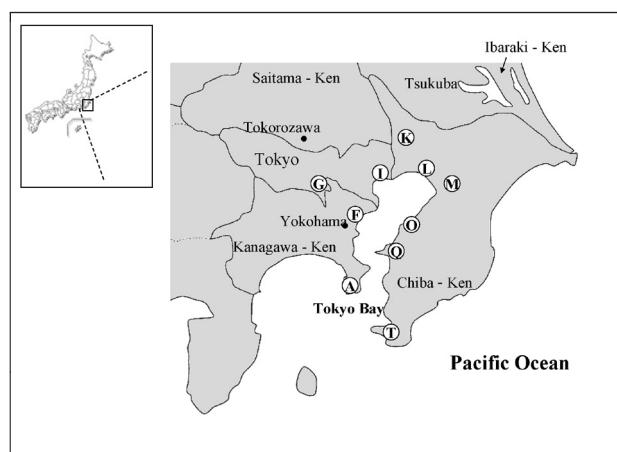 Ibaraki - Ken
Saitama - Ken
Tsukuba
Tokorozawa
K
Tokyo
I
L
G
M
F
Yokohama
O
Kanagawa - Ken
Q
Chiba - Ken
A
Tokyo Bay
T
Pacific Ocean